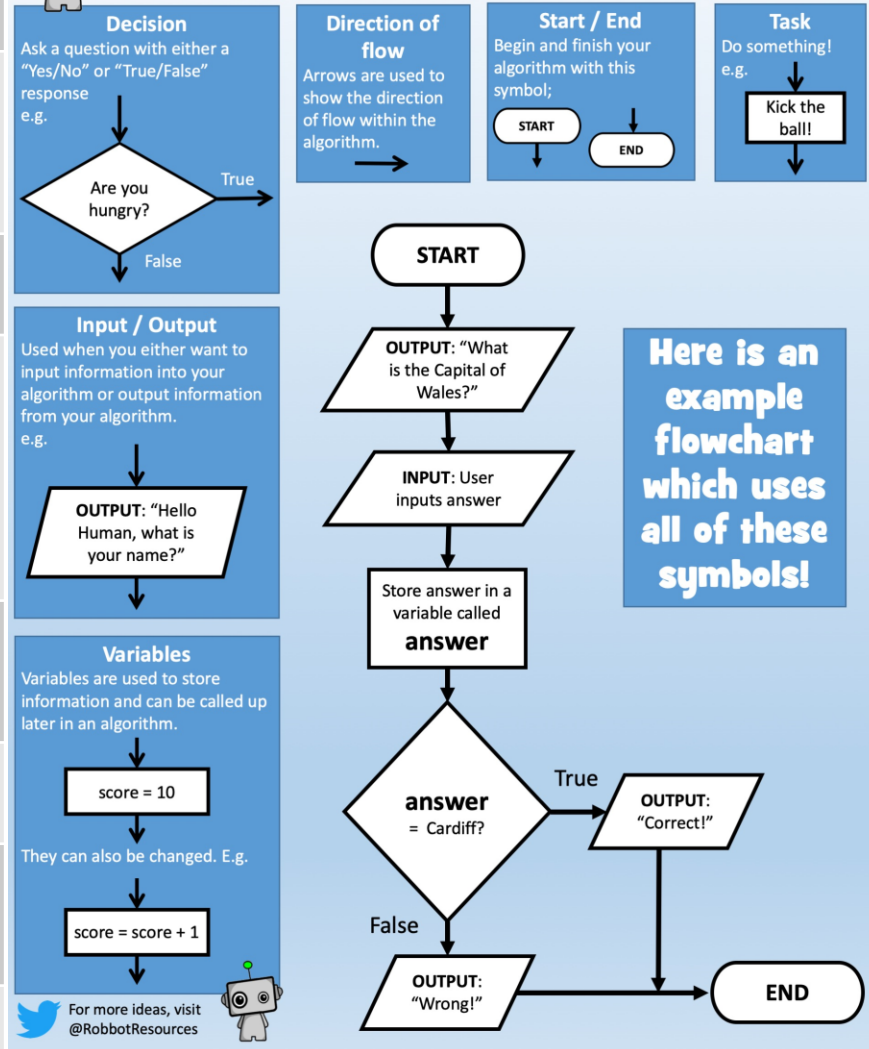 Decision
Ask a question with either a
“Yes/No” or “True/False”
response
e.g.
Are you
hungry?
True
False
Direction of
flow
Arrows are used to
show the direction
of flow within the
algorithm.
Start / End
Begin and finish your
algorithm with this
symbol;
START
END
Task
Do something!
e.g.
Kick the
ball!
Input / Output
Used when you either want to
input information into your
algorithm or output information
from your algorithm.
e.g.
OUTPUT: “Hello
Human, what is
your name?”
Variables
Variables are used to store
information and can be called up
later in an algorithm.
score = 10
They can also be changed. E.g.
score = score + 1
For more ideas, visit
@RobbotResources
START
OUTPUT: “What
is the Capital of
Wales?”
INPUT: User
inputs answer
Store answer in a
variable called
answer
answer
= Cardiff?
True
OUTPUT:
“Correct!”
False
OUTPUT:
“Wrong!”
END
Here is an
example
flowchart
which uses
all of these
symbols!